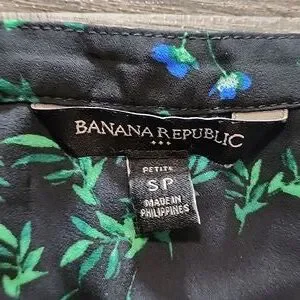 BANANA REPUBLIC
PETITE
SP
MADE IN
PHILIPPINES